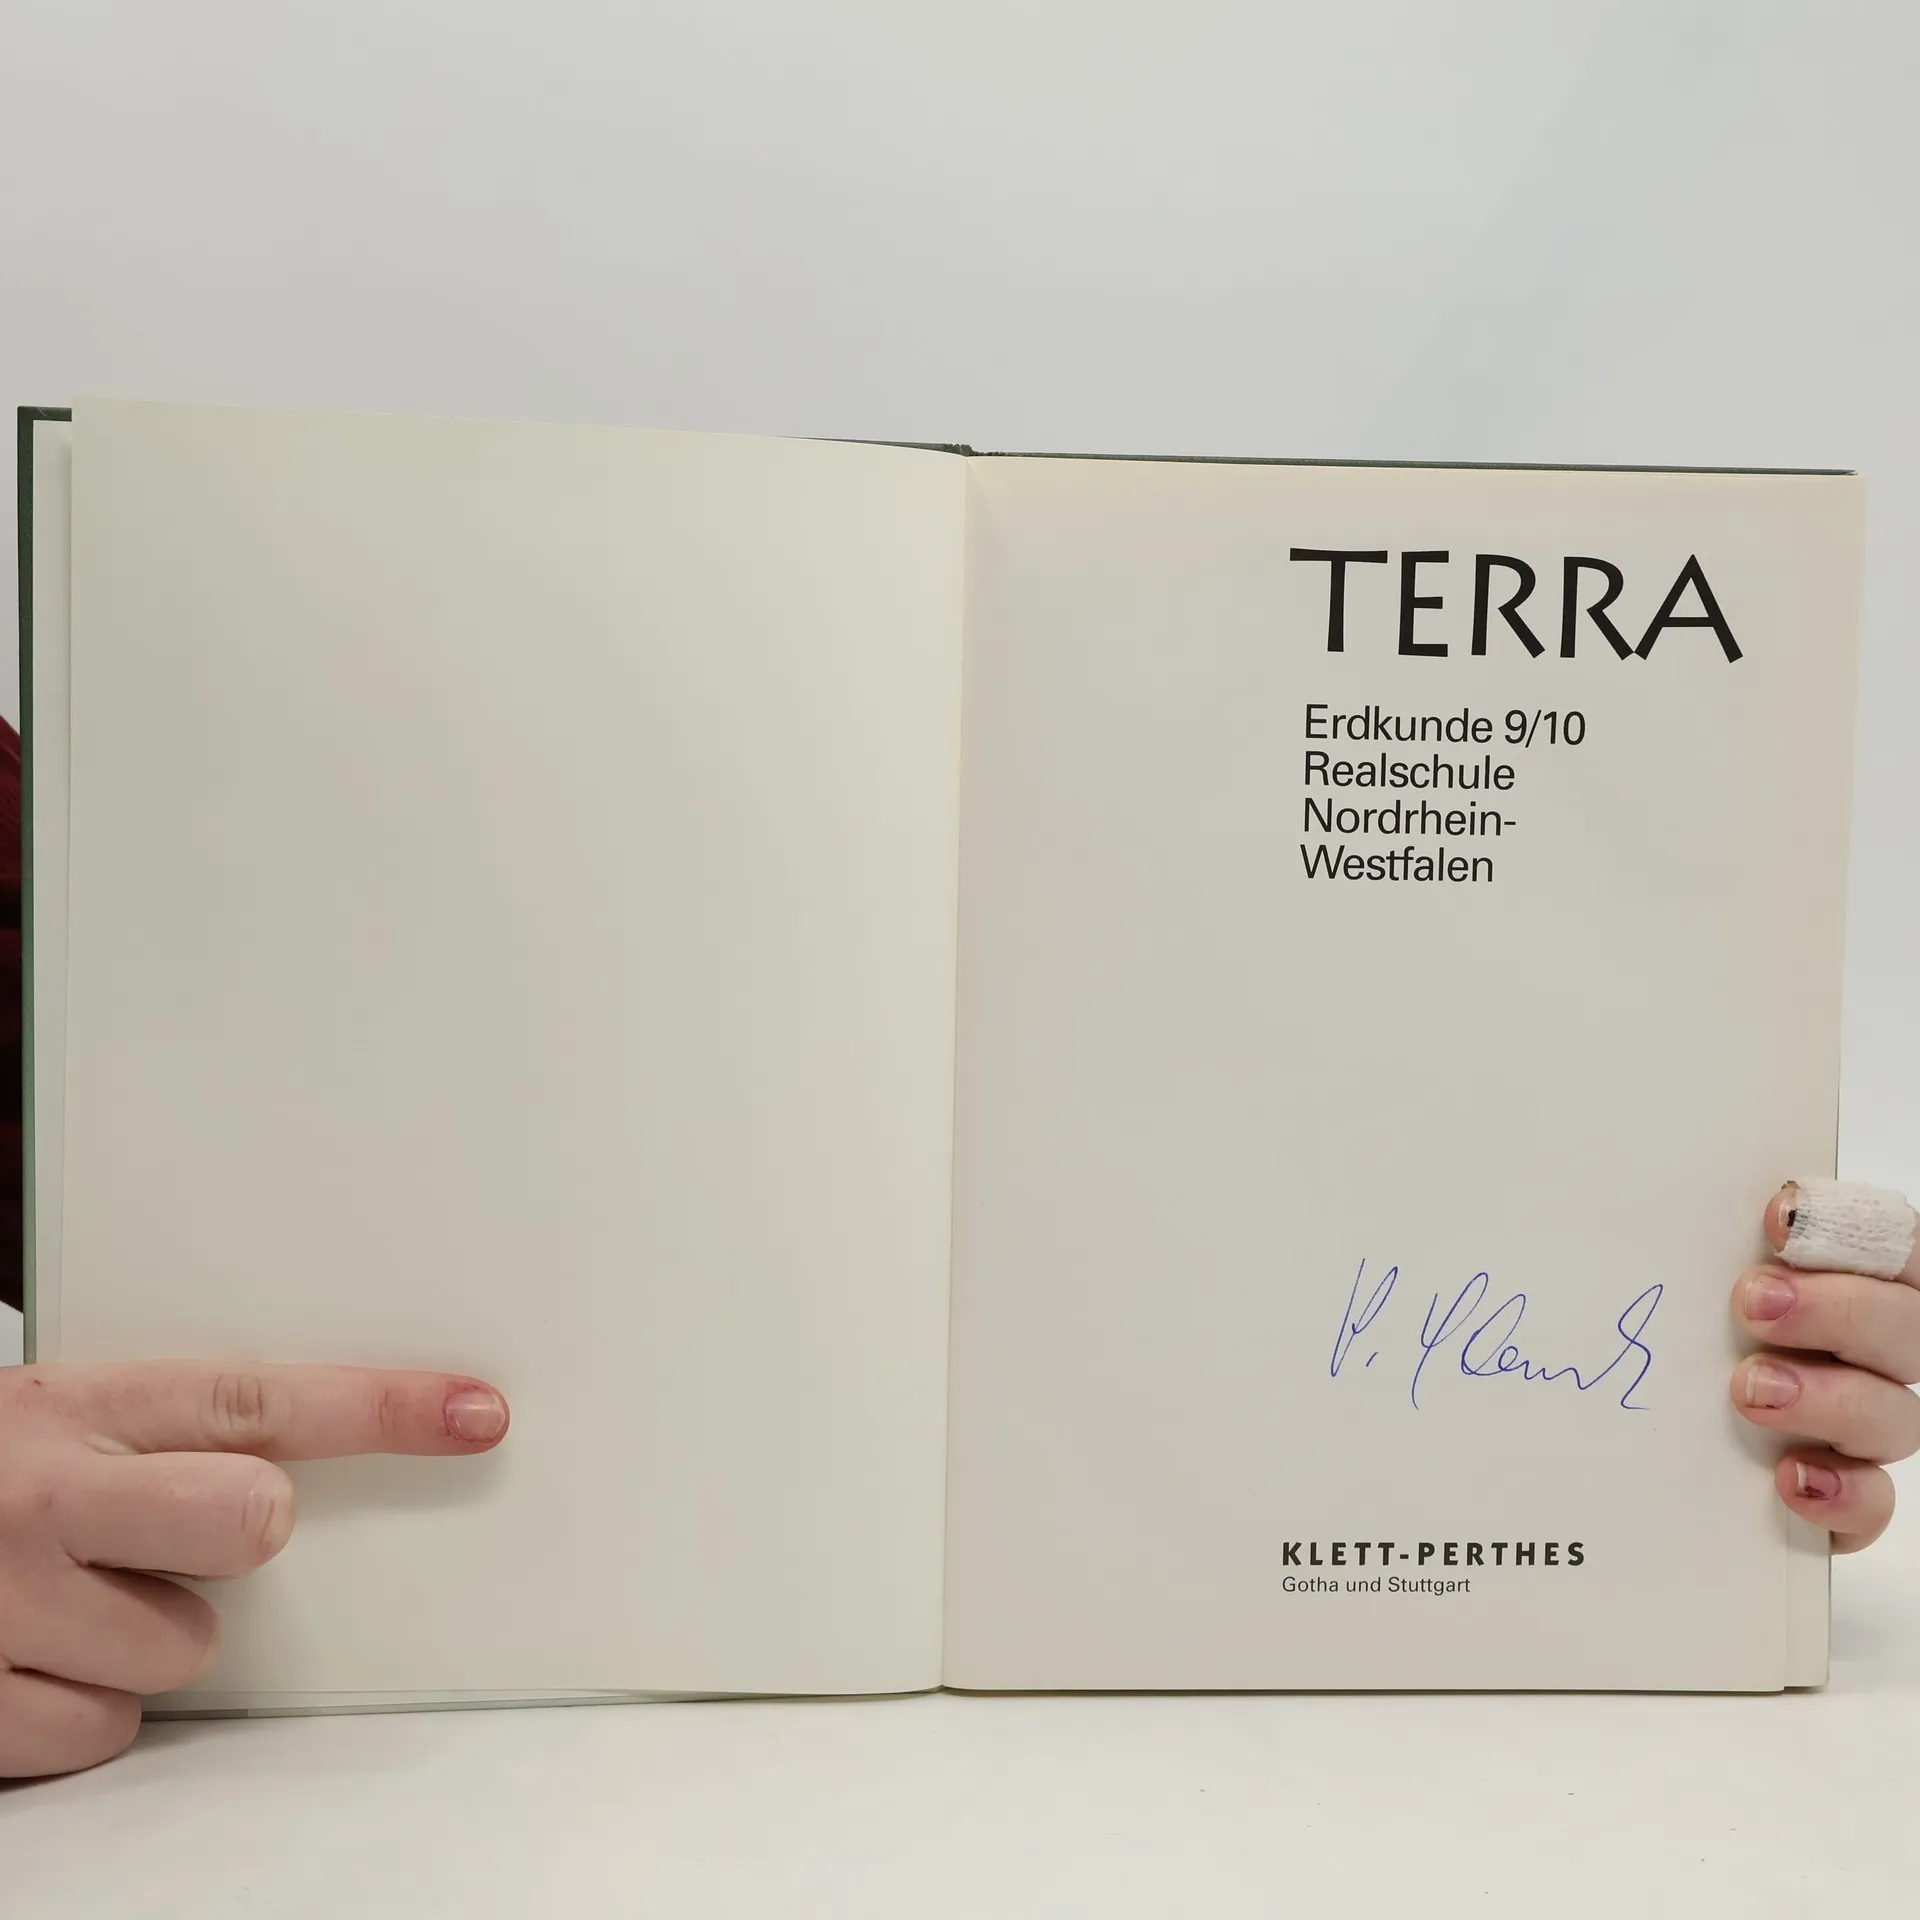 TERRA
Erdkunde 9/10
Realschule
Nordrhein-
Westfalen
KLETT-PERTHES
Gotha und Stuttgart